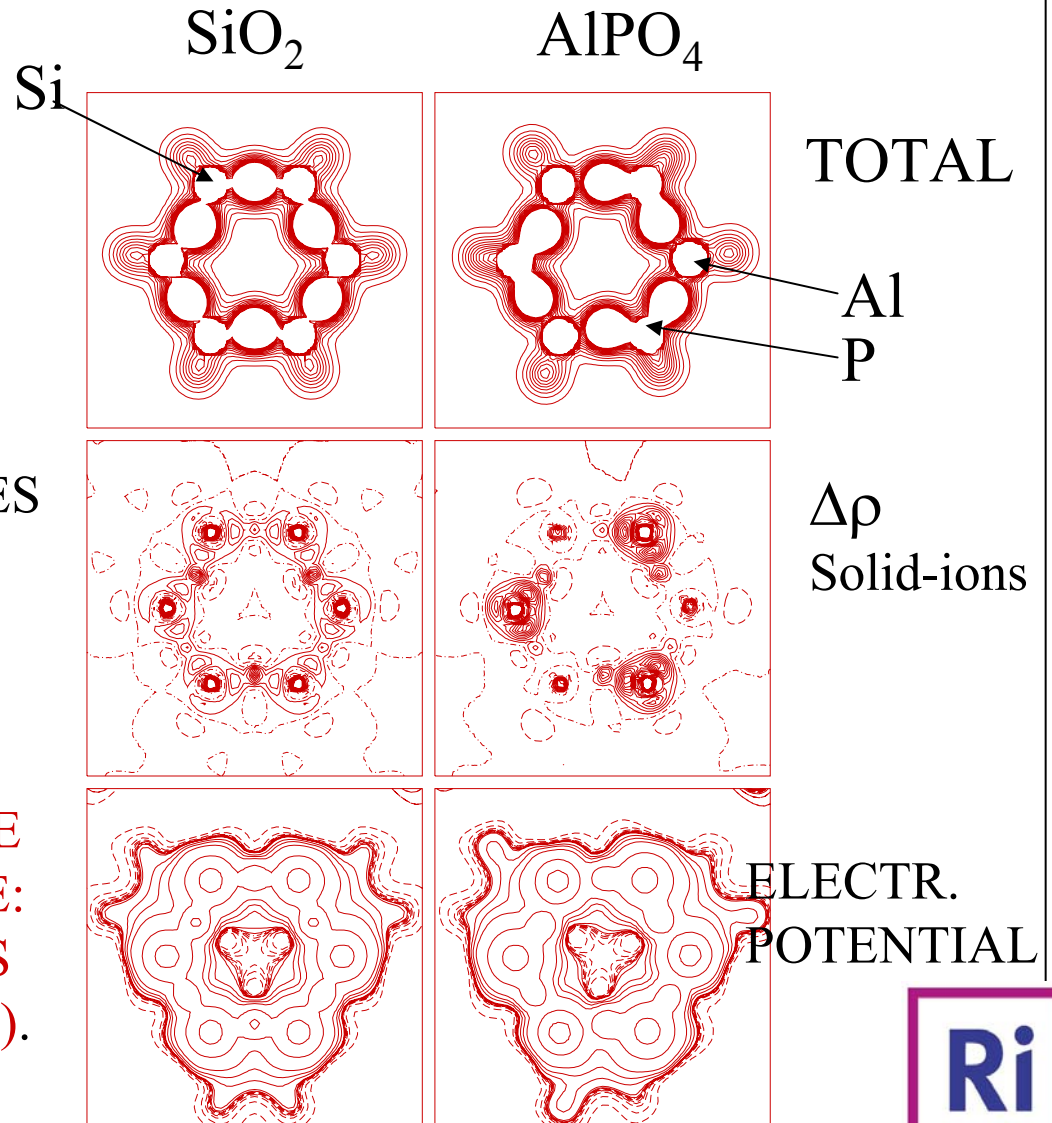 SiO₂ AlPO₄
Si
TOTAL
Al
P
ES
Δρ
Solid-ions
E
E:
S
).
ELECTR.
POTENTIAL
Ri